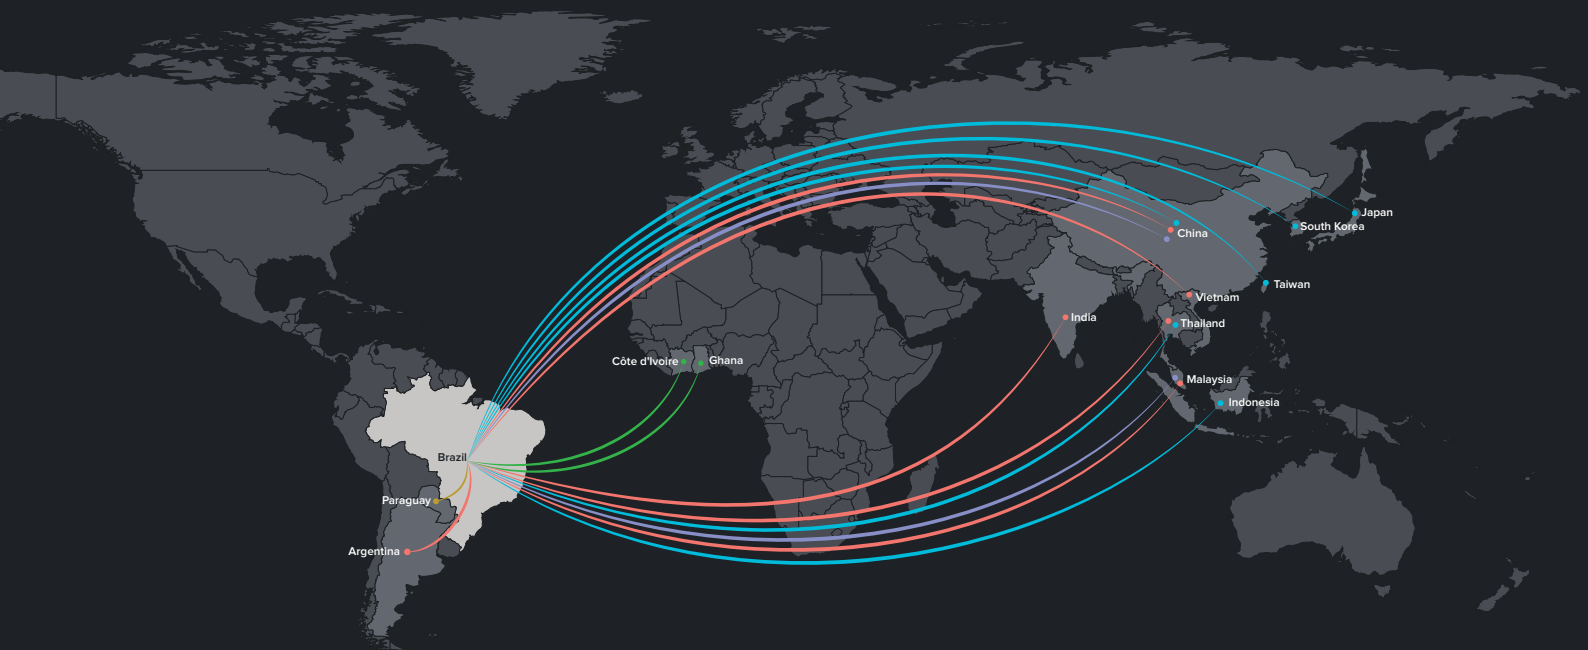 Japan
South Korea
China
Taiwan
Vietnam
India
Thailand
Côte d'Ivoire
Ghana
Malaysia
Indonesia
Brazil
Paraguay
Argentina